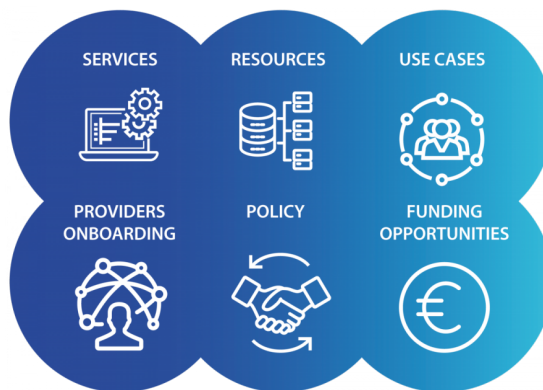 SERVICES
RESOURCES
USE CASES
PROVIDERS
ONBOARDING
POLICY
FUNDING
OPPORTUNITIES
€